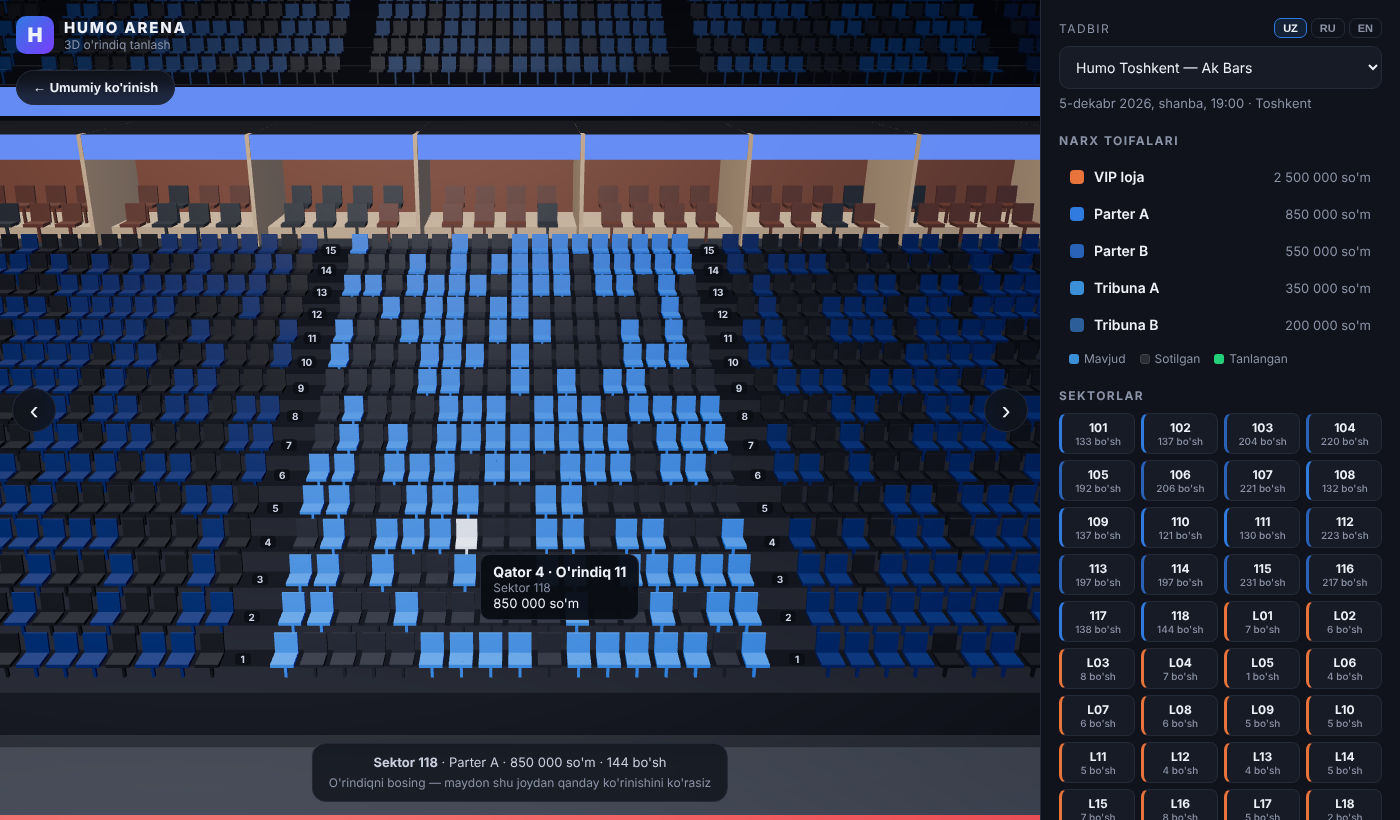 H
HUMO ARENA
3D o'rindiq tanlash
← Umumiy ko'rinish
15 15
14 14
13 13
12 12
11 11
10 10
9 9
8 8
‹ ›
7 7
6 6
5 5
4 4
3 3
2 2
1 1
Qator 4 · O'rindiq 11
Sektor 118
850 000 so'm
Sektor 118 · Parter A · 850 000 so'm · 144 bo'sh
O'rindiqni bosing — maydon shu joydan qanday ko'rinishini ko'rasiz
TADBIR UZ RU EN
Humo Toshkent — Ak Bars
5-dekabr 2026, shanba, 19:00 · Toshkent
NARX TOIFALARI
VIP loja 2 500 000 so'm
Parter A 850 000 so'm
Parter B 550 000 so'm
Tribuna A 350 000 so'm
Tribuna B 200 000 so'm
Mavjud Sotilgan Tanlangan
SEKTORLAR
101 102 103 104
133 bo'sh 137 bo'sh 204 bo'sh 220 bo'sh
105 106 107 108
192 bo'sh 206 bo'sh 221 bo'sh 132 bo'sh
109 110 111 112
137 bo'sh 121 bo'sh 130 bo'sh 223 bo'sh
113 114 115 116
197 bo'sh 197 bo'sh 231 bo'sh 217 bo'sh
117 118 L01 L02
138 bo'sh 144 bo'sh 7 bo'sh 6 bo'sh
L03 L04 L05 L06
8 bo'sh 7 bo'sh 1 bo'sh 4 bo'sh
L07 L08 L09 L10
6 bo'sh 6 bo'sh 5 bo'sh 5 bo'sh
L11 L12 L13 L14
5 bo'sh 4 bo'sh 4 bo'sh 5 bo'sh
L15 L16 L17 L18
7 bo'sh 8 bo'sh 5 bo'sh 2 bo'sh